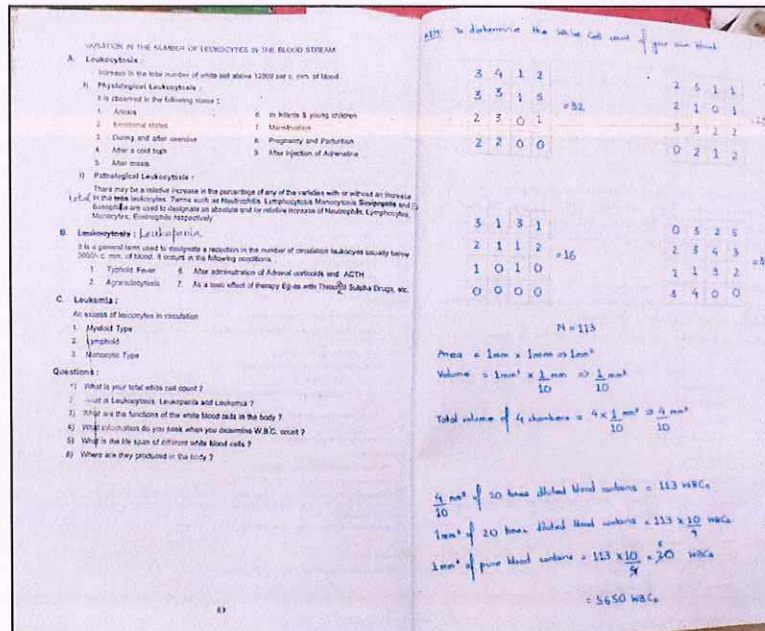 VARIATION IN THE NUMBER OF LEUKOCYTES IN THE BLOOD STREAM
A. Leukocytosis :
Increase in the total number of white cell above 12000 per c. mm. of blood.
i) Physiological Leukocytosis :
It is observed in the following states :
1. Anoxia
2. Emotional states
3. During and after exercise
4. After a cold bath
5. After meals
6. In infants & young children
7. Menstruation
8. Pregnancy and Parturition
9. After injection of Adrenaline
i) Pathological Leukocytosis :
There may be a relative increase in the percentage of any of the varieties with or without an increase
total in the leukocytes. Terms such as Neutrophilia, Lymphocytosis Monocytosis and
Eosinophilia are used to designate an absolute and /or relative increase of Neutrophils, Lymphocytes,
Monocytes, Eosinophils respectively
B. Leukocytosis : Leukopenia
It is a general term used to designate a reduction in the number of circulation leukocytes usually below
c. mm. of blood. It occurs in the following conditions :
1. Typhoid Fever
2. Agranulocytosis
6. After administration of Adrenal corticoids and ACTH
7. As a toxic effect of therapy Eg-as with Sulpha Drugs, etc.
C. Leukemia :
An excess of leucocytes in circulation
1. Myeloid Type
2. Lymphoid
3. Monocytic Type
Questions :
1) What is your total white cell count ?
2. What is Leucocytosis, Leukopenia and Leukemia ?
3) What are the functions of the white blood cells in the body ?
4) What information do you seek when you determine W.B.C. count ?
5) What is the life span of different white blood cells ?
6) Where are they produced in the body ?
To determine the White Cell count of your own blood
3 4 1 2
3 3 1 5
2 3 0 1
2 2 0 0
=32
2 5 1 1
2 1 0 1
3 3 2 2
0 2 1 2
3 1 3 1
2 1 1 2
1 0 1 0
0 0 0 0
=16
0 3 2 5
2 3 4 3
2 1 3 2
3 4 0 0
N = 113
Area = 1mm x 1mm => 1mm²
Volume = 1mm² x 1/10 mm => 1/10 mm³
Total volume of 4 chambers = 4 x 1/10 mm³ => 4/10 mm³
4/10 mm³ of 20 times diluted blood contains = 113 WBCs
1mm³ of 20 times diluted blood contains = 113 x 10/4 WBCs
1mm³ of pure blood contains = 113 x 10/4 x 20 WBCs
= 5650 WBCs